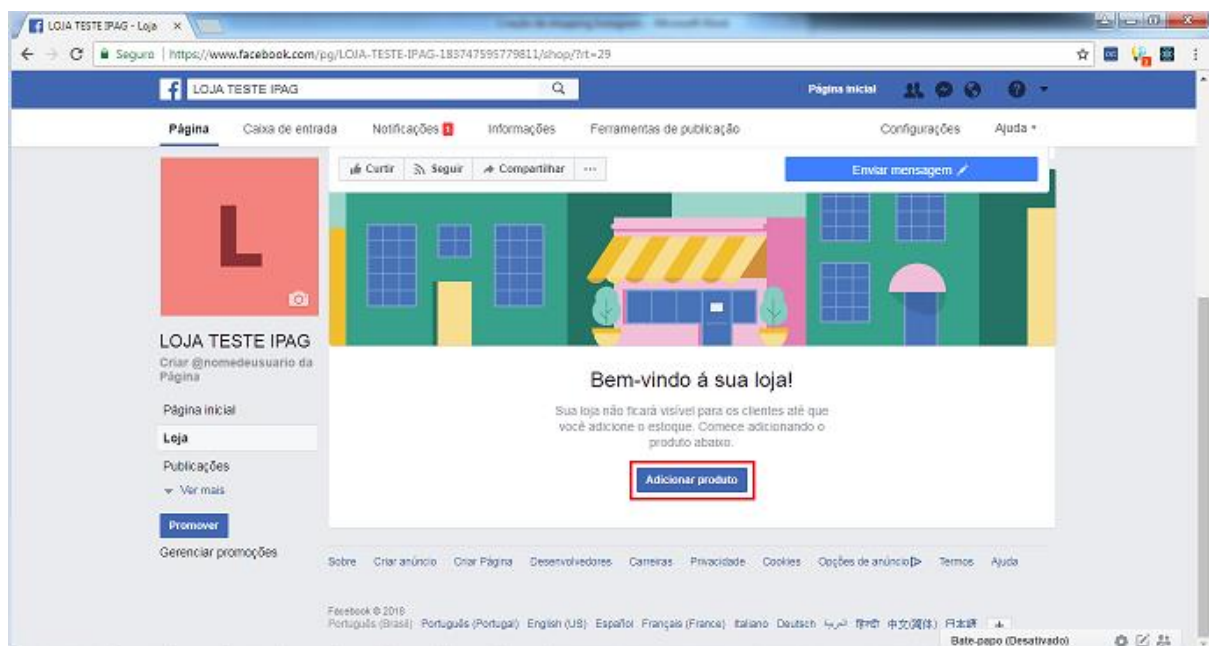 LOJA TESTE IPAG - Loja
Seguro https://www.facebook.com/pg/LOJA-TESTE-IPAG-183747595779811/shop/?rt=29
LOJA TESTE IPAG
Página inicial
Página Caixa de entrada Notificações 1 Informações Ferramentas de publicação Configurações Ajuda
Curtir Seguir Compartilhar ...
Enviar mensagem
L
LOJA TESTE IPAG
Criar @nomedeusuario da
Página
Página inicial
Loja
Publicações
Ver mais
Promover
Gerenciar promoções
Bem-vindo á sua loja!
Sua loja não ficará visível para os clientes até que
você adicione o estoque. Comece adicionando o
produto abaixo.
Adicionar produto
Sobre Criar anúncio Criar Página Desenvolvedores Carreiras Privacidade Cookies Opções de anúncio Termos Ajuda
Facebook © 2018
Português (Brasil) Português (Portugal) English (US) Español Français (France) Italiano Deutsch العربية हिन्दी 中文(简体) 日本語
Bate-papo (Desativado)